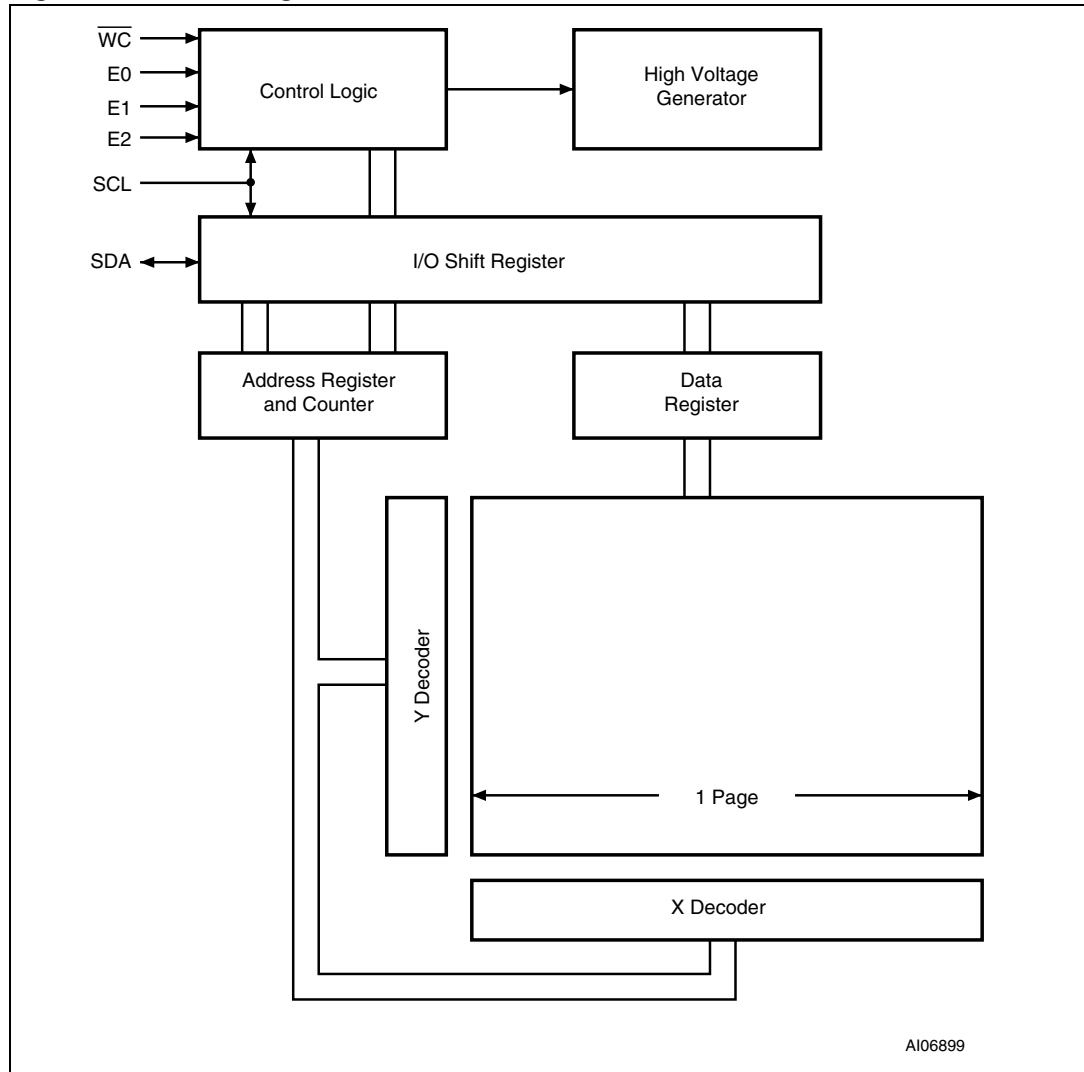 WC
E0
E1
E2
SCL
SDA
Control Logic
High Voltage
Generator
I/O Shift Register
Address Register
and Counter
Data
Register
Y Decoder
1 Page
X Decoder
AI06899